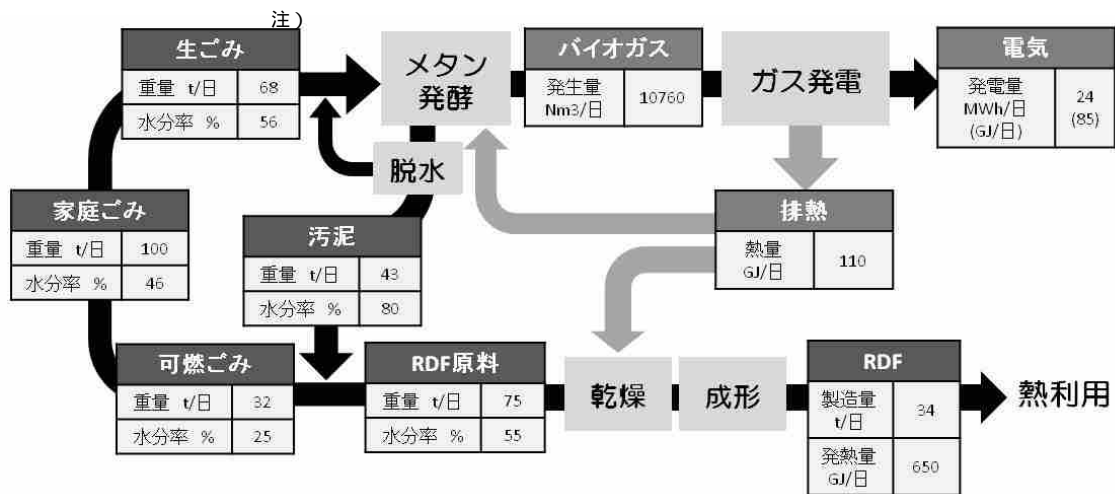 注)
生ごみ
重量 t/日 68
水分率 % 56
メタン
発酵
バイオガス
発生量
Nm3/日
10760
ガス発電
電気
発電量
MWh/日
(GJ/日)
24
(85)
脱水
家庭ごみ
重量 t/日 100
水分率 % 46
汚泥
重量 t/日 43
水分率 % 80
排熱
熱量
GJ/日
110
可燃ごみ
重量 t/日 32
水分率 % 25
RDF原料
重量 t/日 75
水分率 % 55
乾燥
成形
RDF
製造量
t/日
34
発熱量
GJ/日
650
熱利用